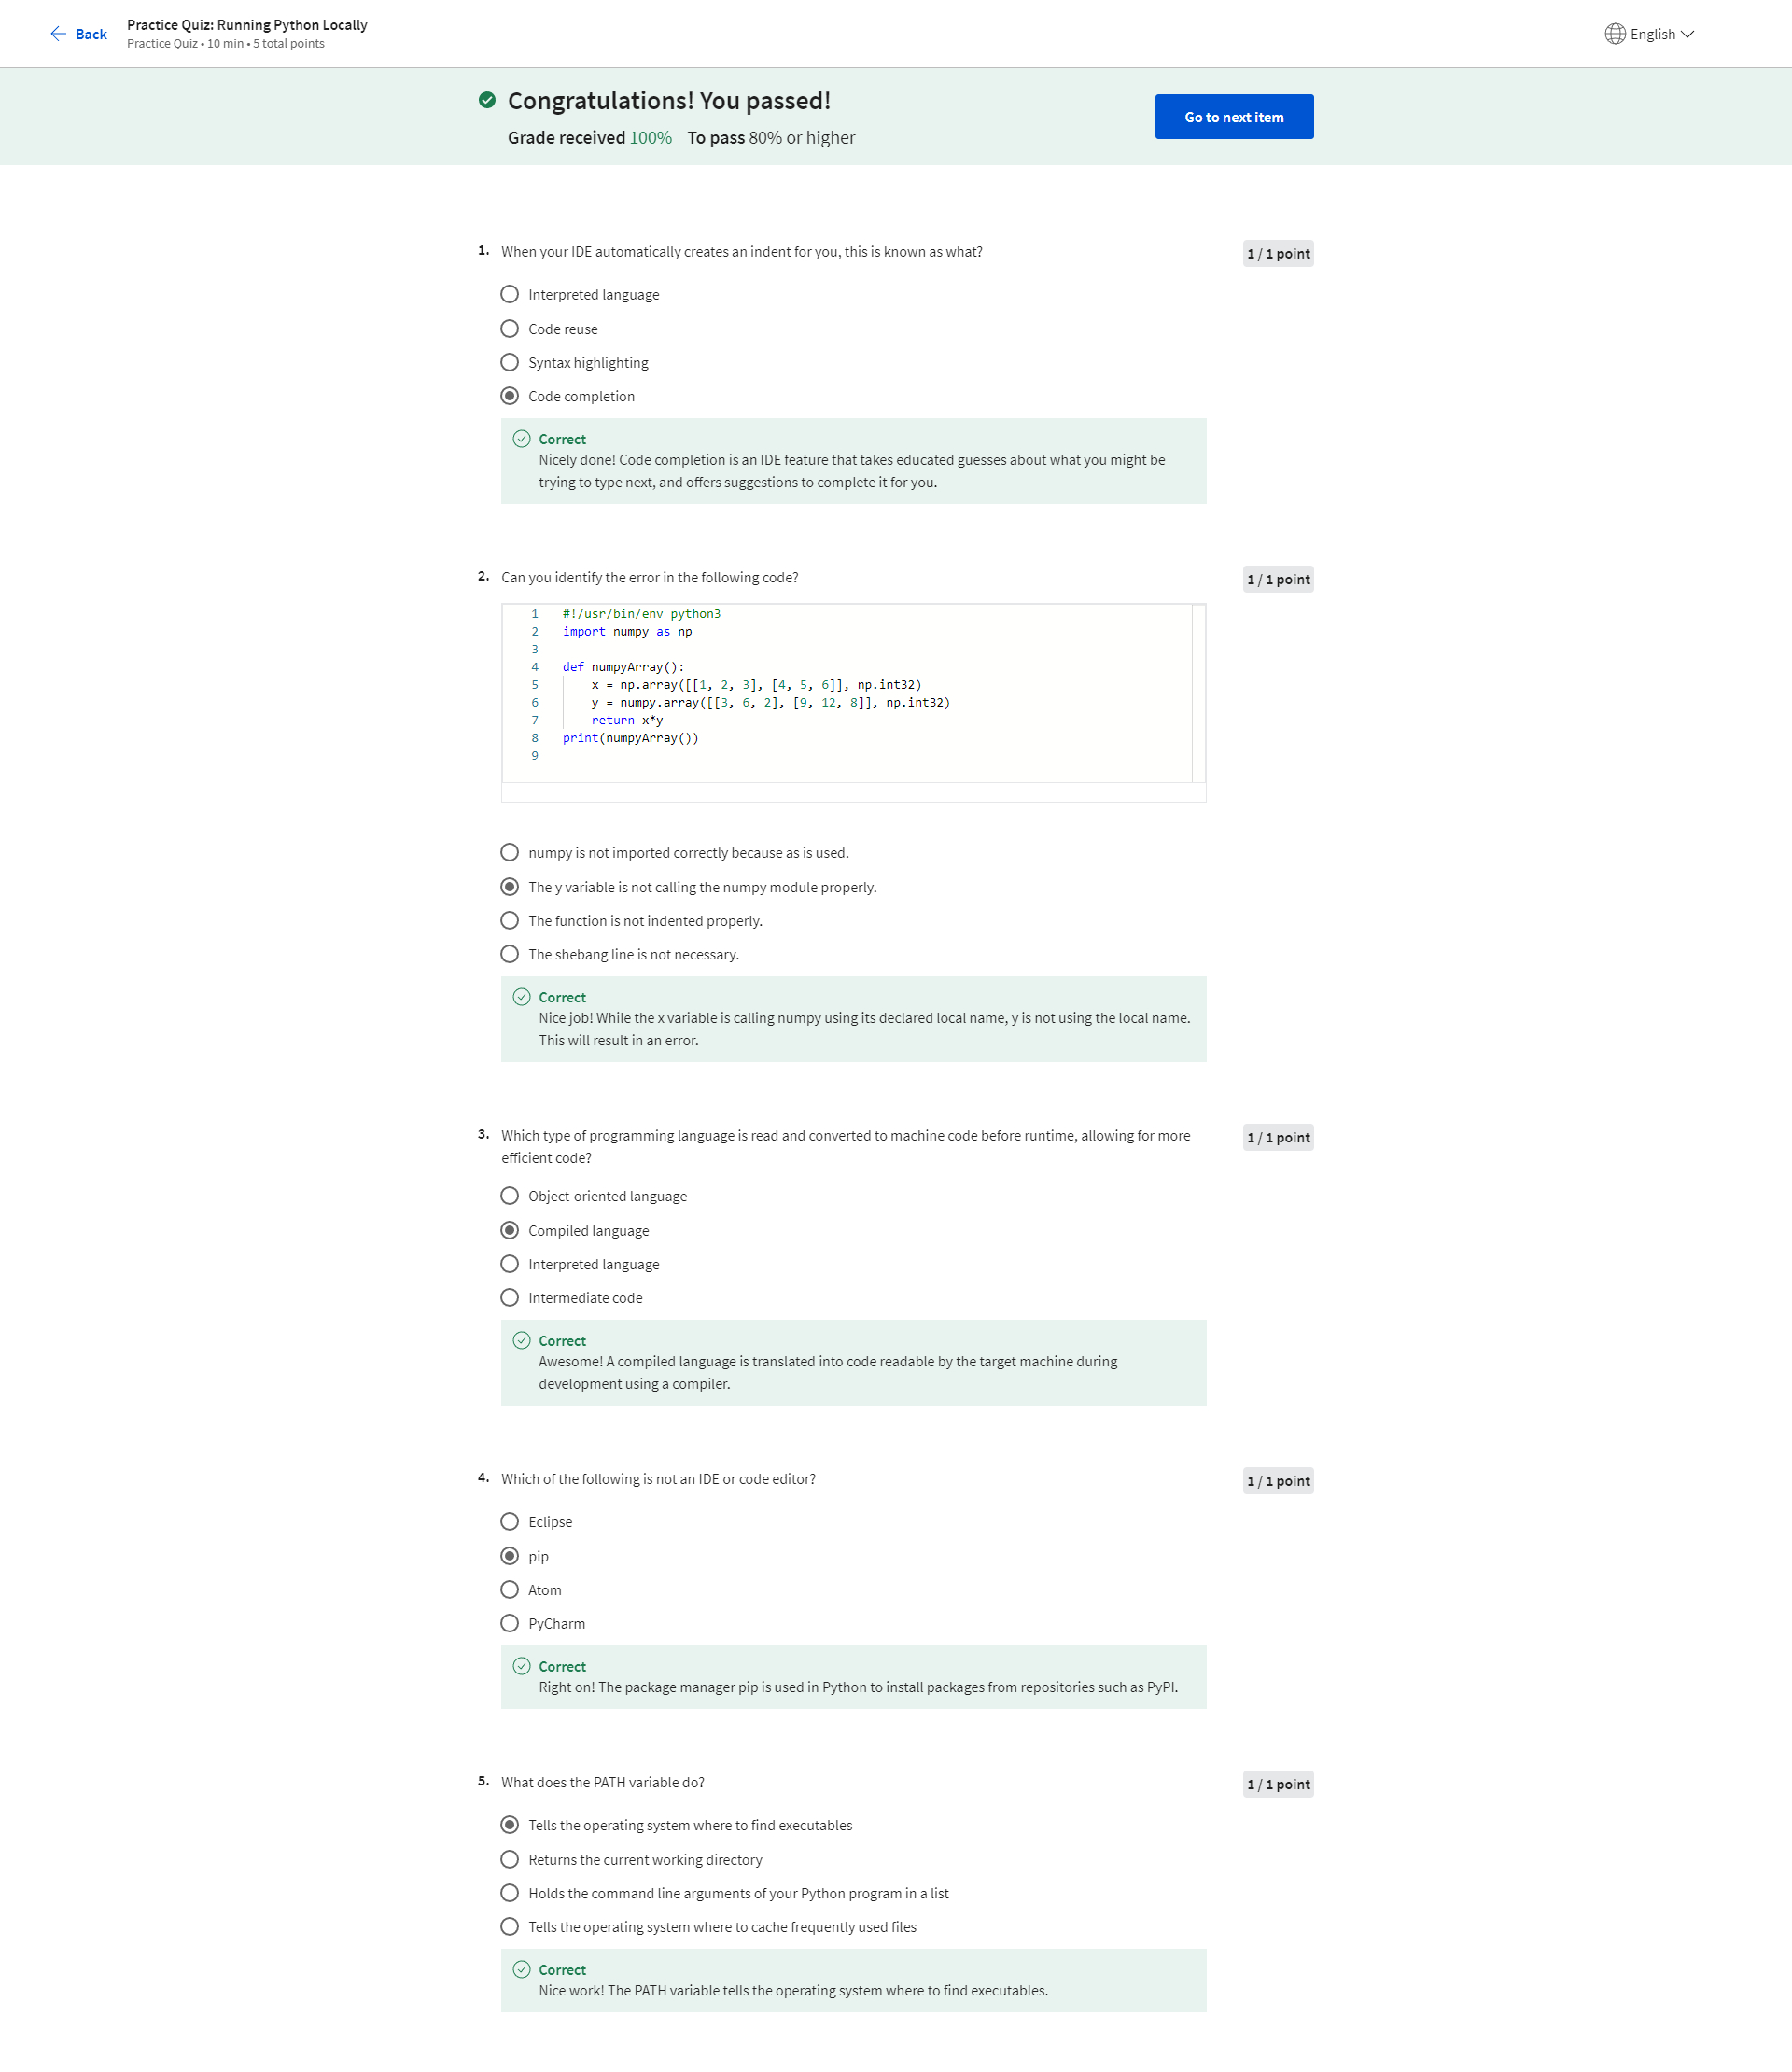 Back
Practice Quiz: Running Python Locally
Practice Quiz • 10 min • 5 total points
English
Congratulations! You passed!
Grade received 100% To pass 80% or higher
Go to next item
1. When your IDE automatically creates an indent for you, this is known as what?
1 / 1 point
Interpreted language
Code reuse
Syntax highlighting
Code completion
Correct
Nicely done! Code completion is an IDE feature that takes educated guesses about what you might be
trying to type next, and offers suggestions to complete it for you.
2. Can you identify the error in the following code?
1 / 1 point
1 #!/usr/bin/env python3
2 import numpy as np
3
4 def numpyArray():
5     x = np.array([[1, 2, 3], [4, 5, 6]], np.int32)
6     y = numpy.array([[3, 6, 2], [9, 12, 8]], np.int32)
7     return x*y
8 print(numpyArray())
9
numpy is not imported correctly because as is used.
The y variable is not calling the numpy module properly.
The function is not indented properly.
The shebang line is not necessary.
Correct
Nice job! While the x variable is calling numpy using its declared local name, y is not using the local name.
This will result in an error.
3. Which type of programming language is read and converted to machine code before runtime, allowing for more
efficient code?
1 / 1 point
Object-oriented language
Compiled language
Interpreted language
Intermediate code
Correct
Awesome! A compiled language is translated into code readable by the target machine during
development using a compiler.
4. Which of the following is not an IDE or code editor?
1 / 1 point
Eclipse
pip
Atom
PyCharm
Correct
Right on! The package manager pip is used in Python to install packages from repositories such as PyPI.
5. What does the PATH variable do?
1 / 1 point
Tells the operating system where to find executables
Returns the current working directory
Holds the command line arguments of your Python program in a list
Tells the operating system where to cache frequently used files
Correct
Nice work! The PATH variable tells the operating system where to find executables.